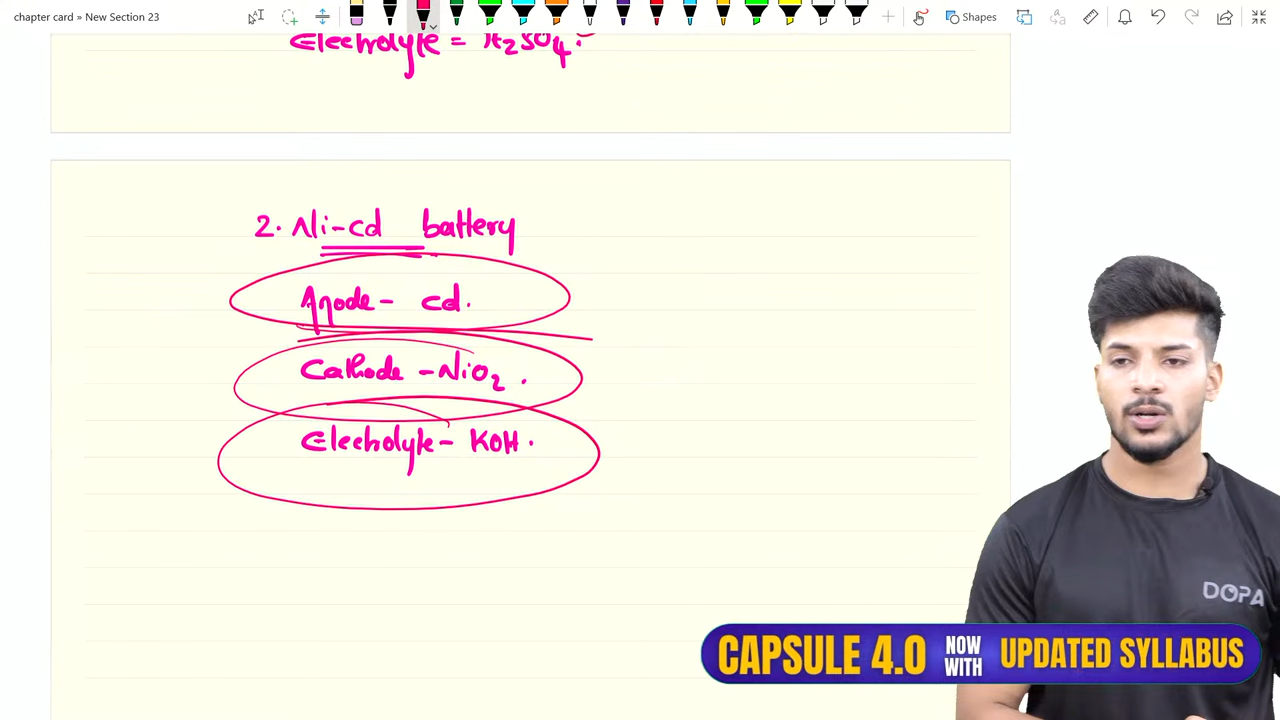 chapter card » New Section 23
Shapes
Electrolyte = H₂SO₄.
2. Ni-cd battery
Anode - cd.
Cathode - NiO₂.
Electrolyte - KOH.
DOPA
CAPSULE 4.0 NOW WITH UPDATED SYLLABUS